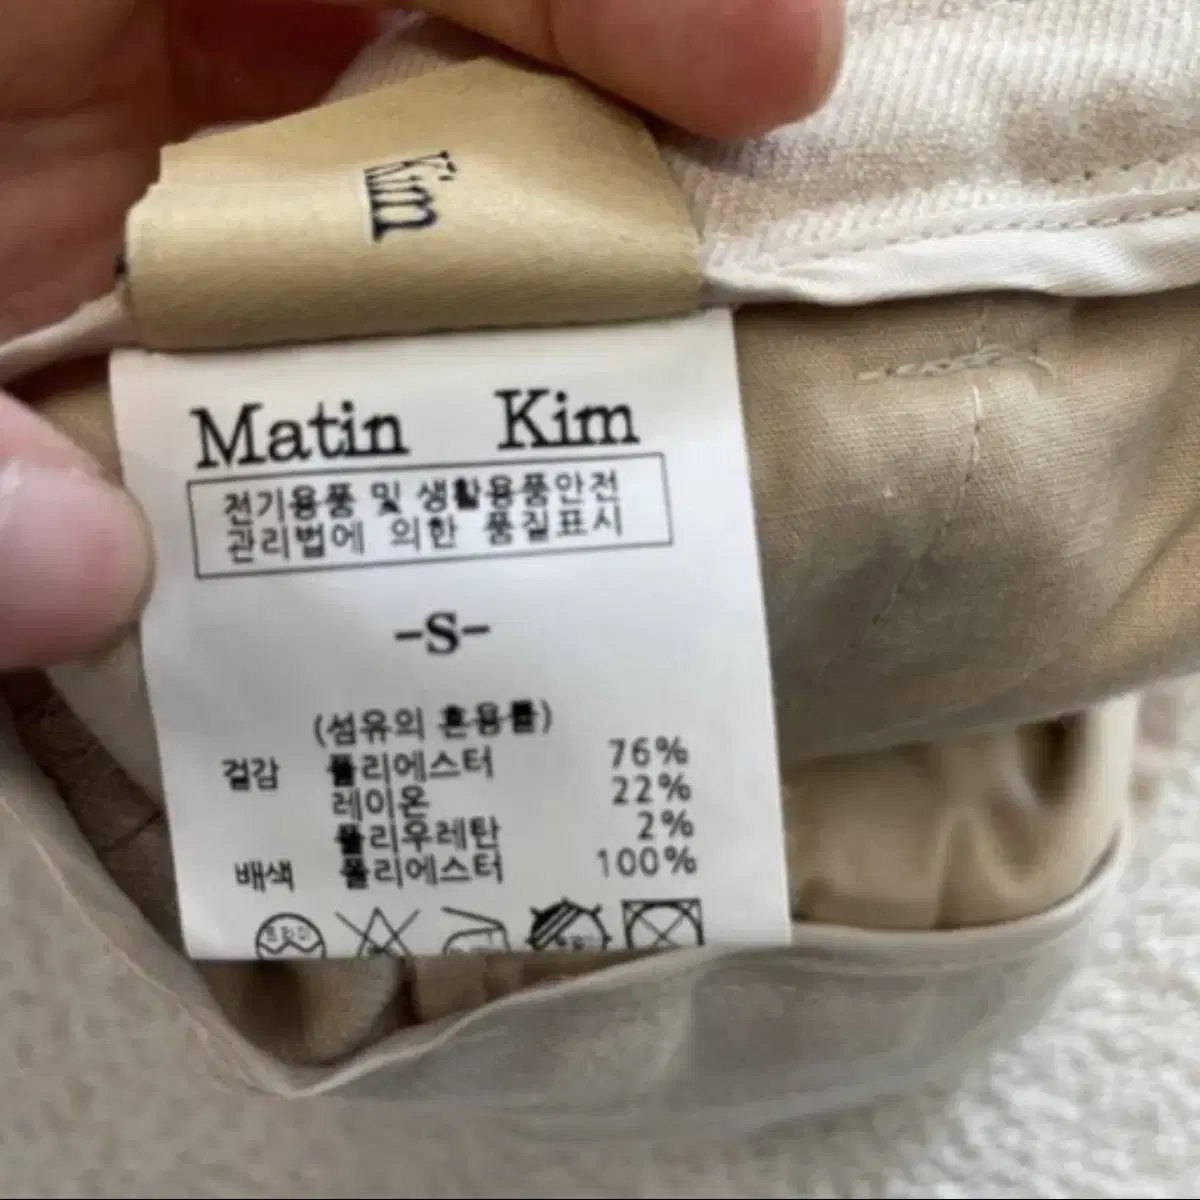 Kim
Matin Kim
전기용품 및 생활용품안전
관리법에 의한 품질표시
-S-
(섬유의 혼용률)
겉감 폴리에스터 76%
레이온 22%
폴리우레탄 2%
배색 폴리에스터 100%